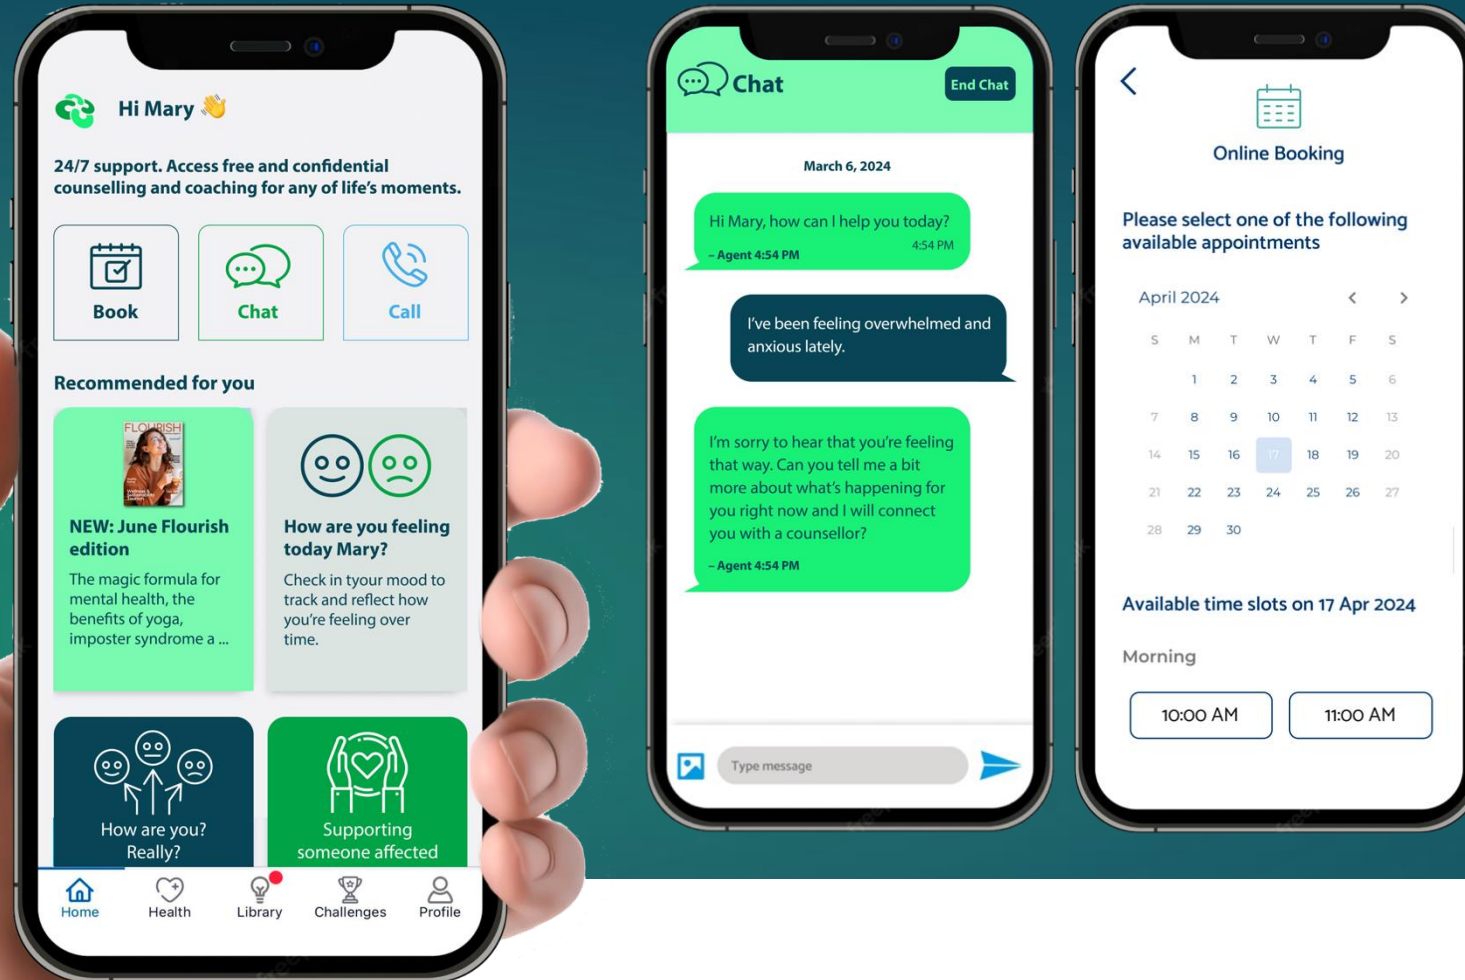 Hi Mary 👋
24/7 support. Access free and confidential
counselling and coaching for any of life's moments.
Book
Chat
Call
Recommended for you
FLOURISH
NEW: June Flourish
edition
The magic formula for
mental health, the
benefits of yoga,
imposter syndrome a ...
How are you feeling
today Mary?
Check in tyour mood to
track and reflect how
you're feeling over
time.
How are you?
Really?
Supporting
someone affected
Home
Health
Library
Challenges
Profile
Chat
End Chat
March 6, 2024
Hi Mary, how can I help you today?
4:54 PM
– Agent 4:54 PM
I've been feeling overwhelmed and
anxious lately.
I'm sorry to hear that you're feeling
that way. Can you tell me a bit
more about what's happening for
you right now and I will connect
you with a counsellor?
– Agent 4:54 PM
Type message
Online Booking
Please select one of the following
available appointments
April 2024
S M T W T F S
1 2 3 4 5 6
7 8 9 10 11 12 13
14 15 16 17 18 19 20
21 22 23 24 25 26 27
28 29 30
Available time slots on 17 Apr 2024
Morning
10:00 AM
11:00 AM